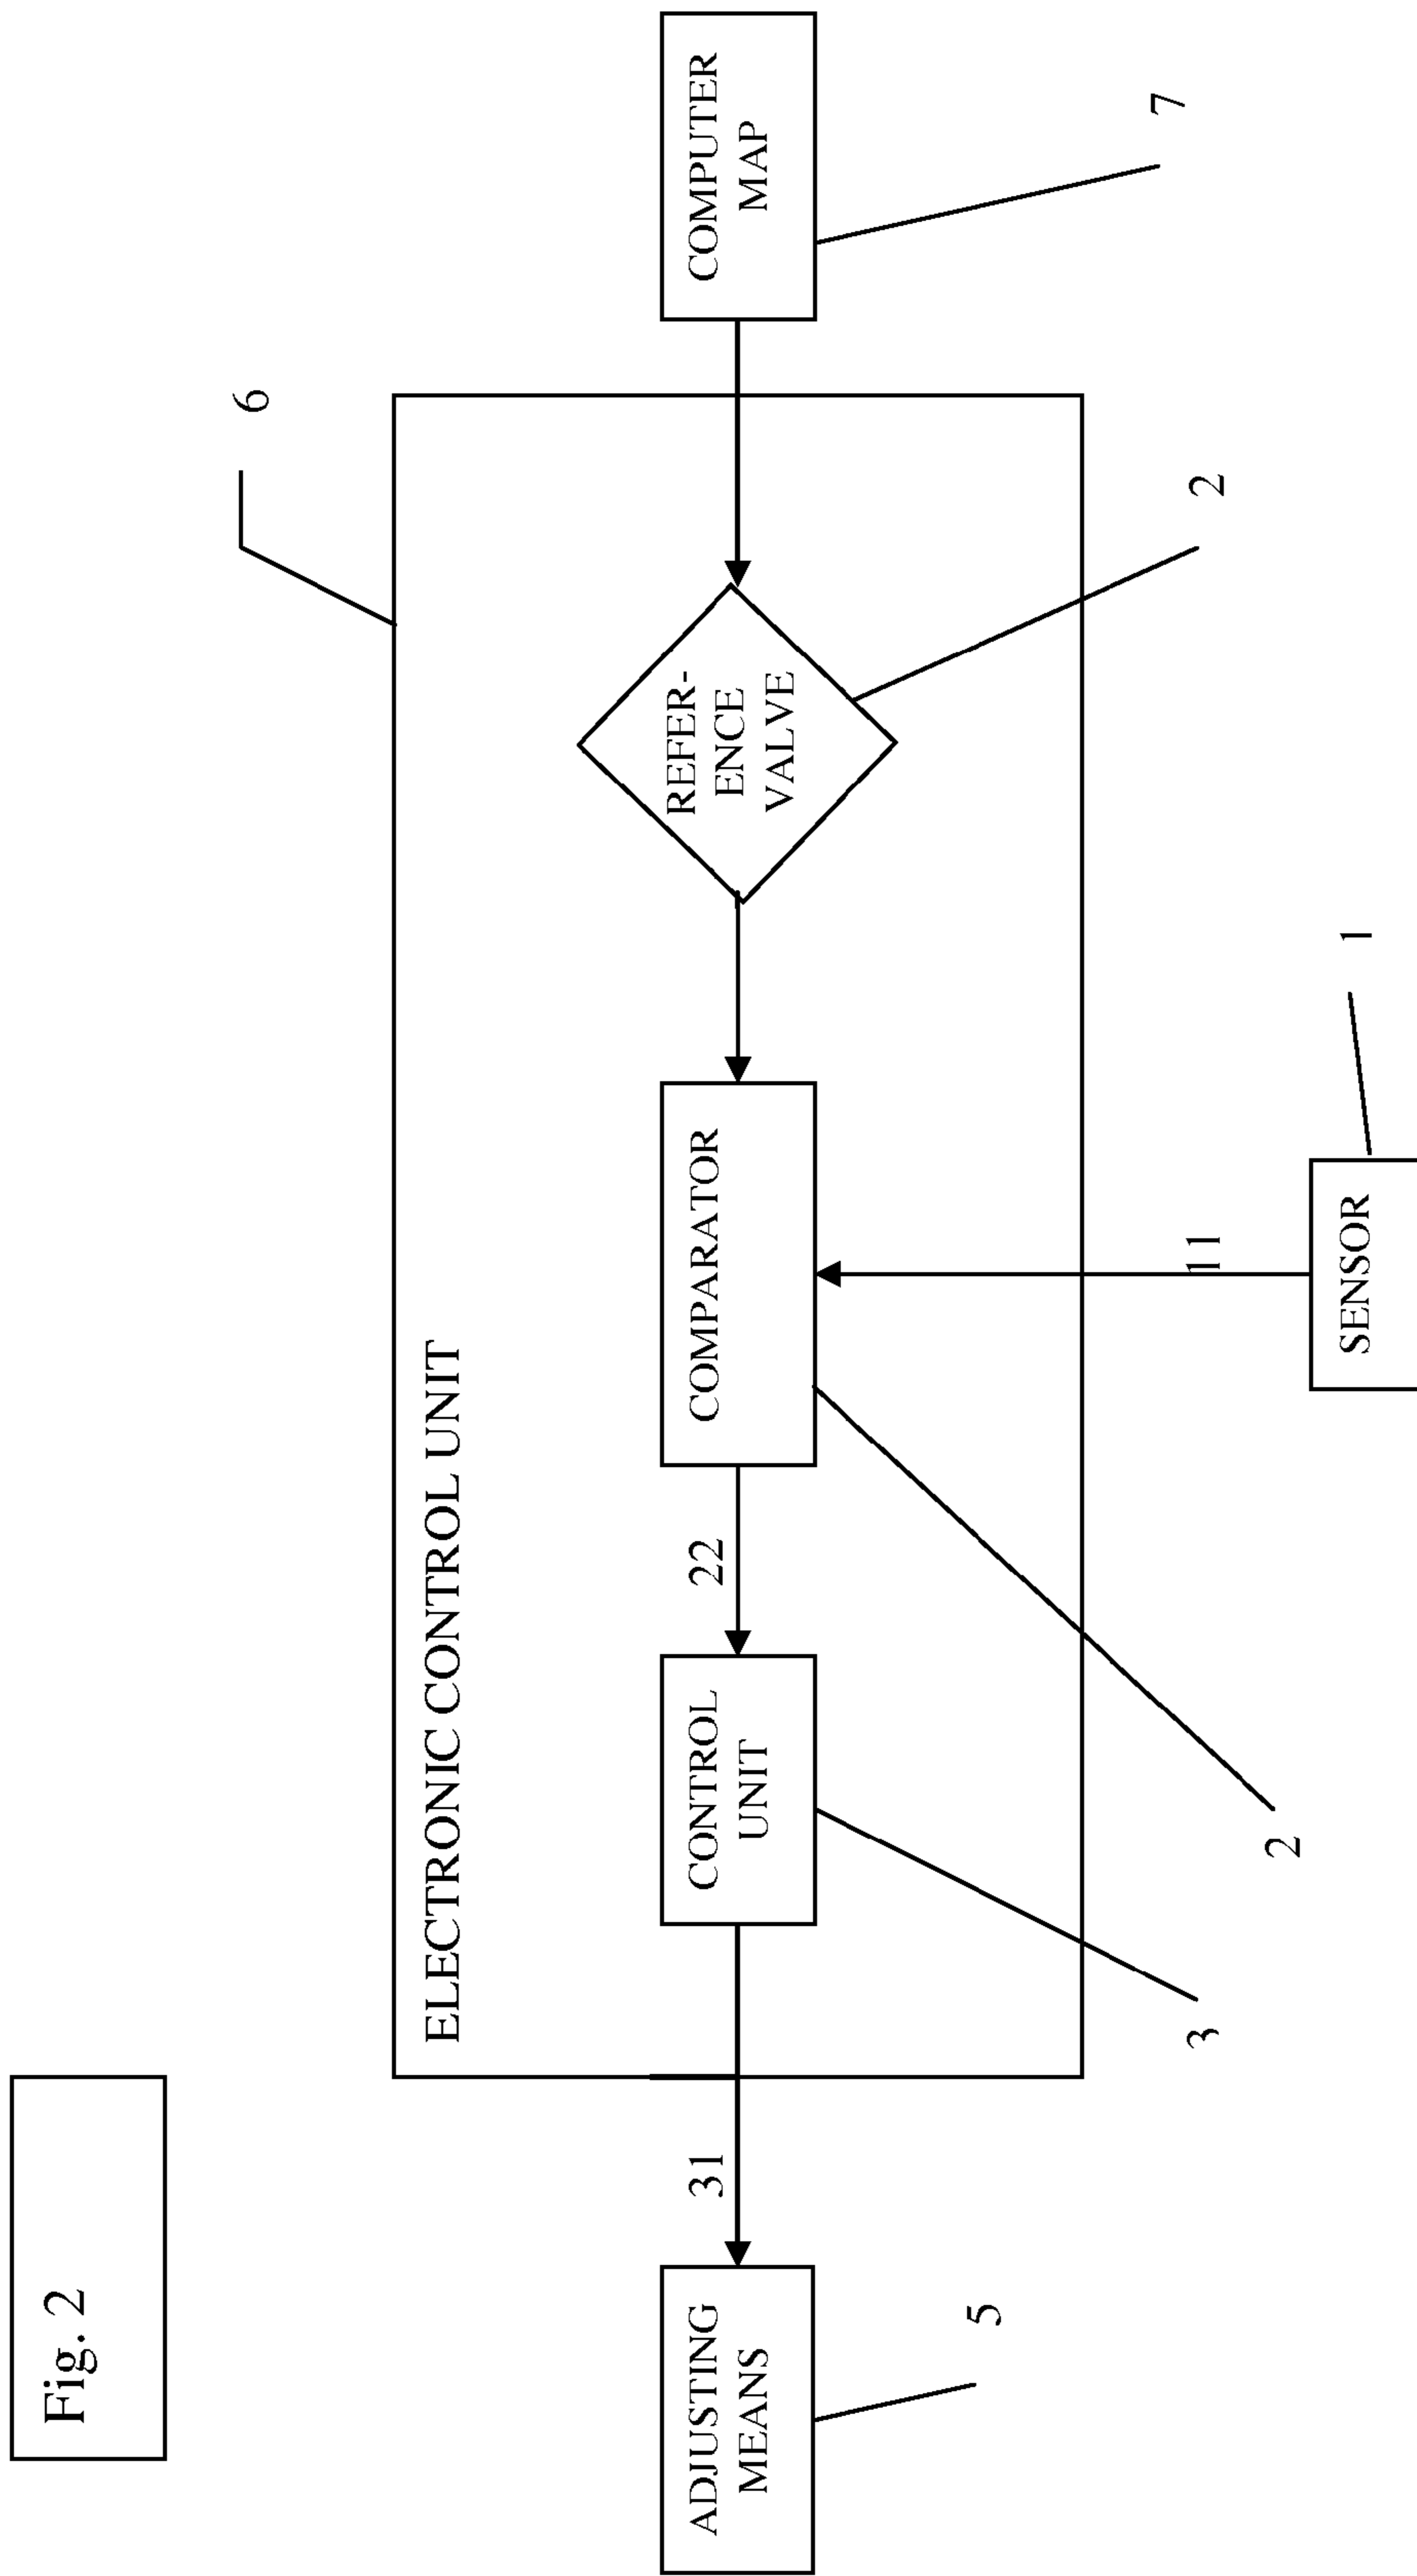 Fig. 2
6
ELECTRONIC CONTROL UNIT
ADJUSTING
MEANS
31
CONTROL
UNIT
22
COMPARATOR
REFER-
ENCE
VALVE
COMPUTER
MAP
5
3
2
11
2
7
SENSOR
1